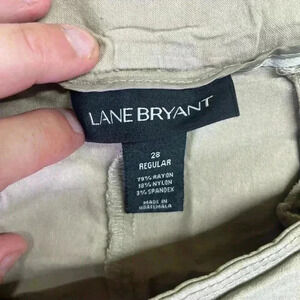 LANE BRYANT
28
REGULAR
79% RAYON
18% NYLON
3% SPANDEX
MADE IN
GUATEMALA